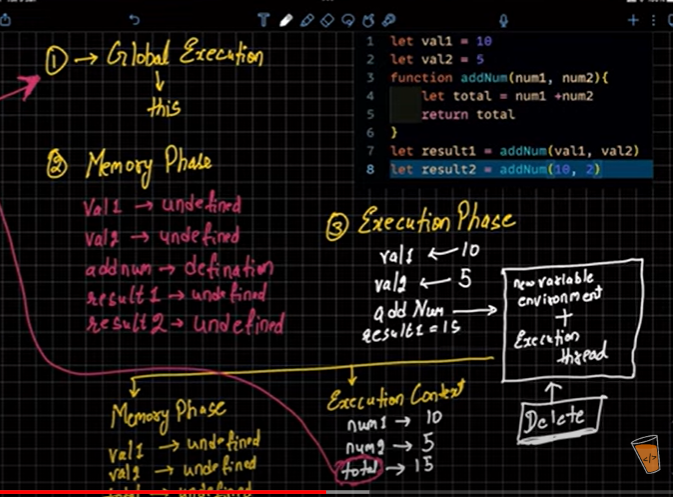 ① → Global Execution
↓
this
② Memory Phase
Val1 → undefined
val2 → undefined
addnum → defination
result1 → undefined
result2 → undefined
1 let val1 = 10
2 let val2 = 5
3 function addNum(num1, num2){
4 let total = num1 +num2
5 return total
6 }
7 let result1 = addNum(val1, val2)
8 let result2 = addNum(10, 2)
③ Execution Phase
val1 ← 10
val2 ← 5
add Num →
result1 = 15
new variable
environment
+
Execution
thread
Delete
Memory Phase
val1 → undefined
val2 → undefined
total → undefined
Execution Context
num1 → 10
num2 → 5
total → 15